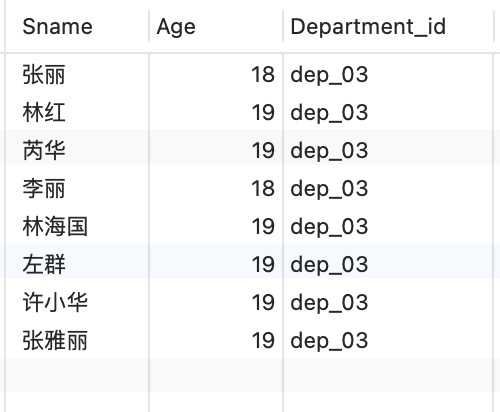 Sname Age Department_id
张丽 18 dep_03
林红 19 dep_03
芮华 19 dep_03
李丽 18 dep_03
林海国 19 dep_03
左群 19 dep_03
许小华 19 dep_03
张雅丽 19 dep_03